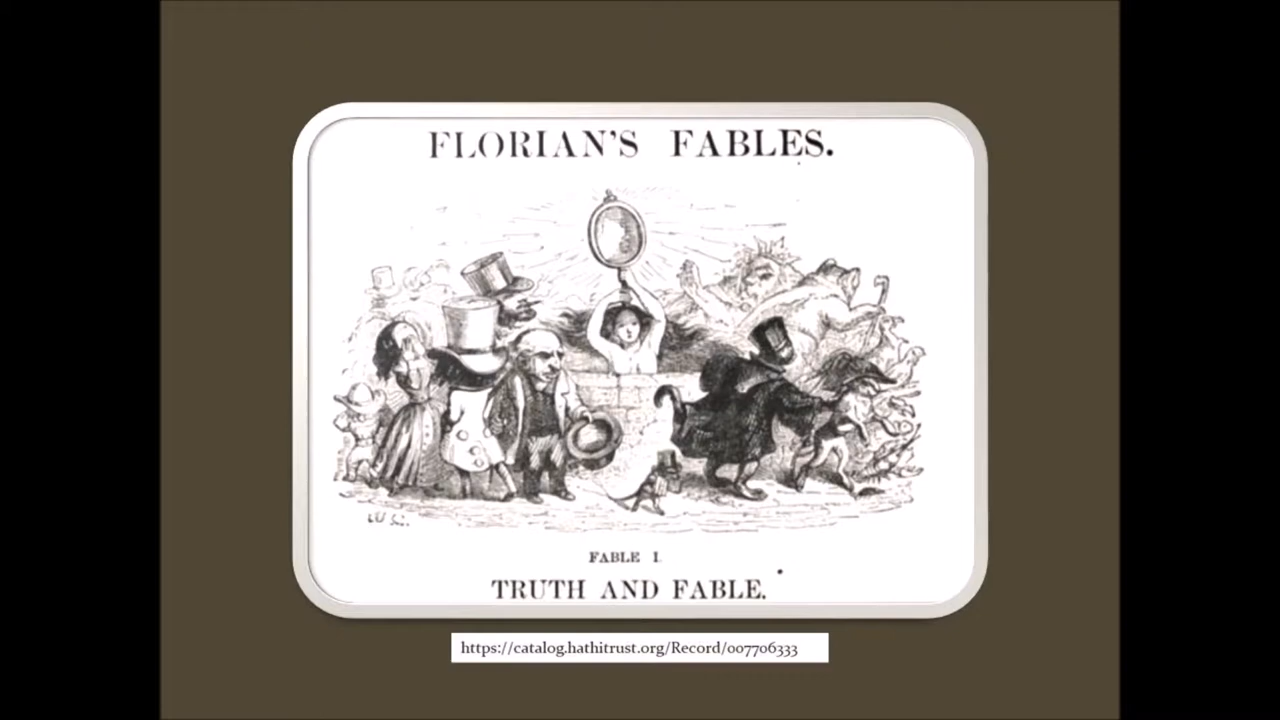 FLORIAN'S FABLES.
FABLE I.
TRUTH AND FABLE.
https://catalog.hathitrust.org/Record/007706333